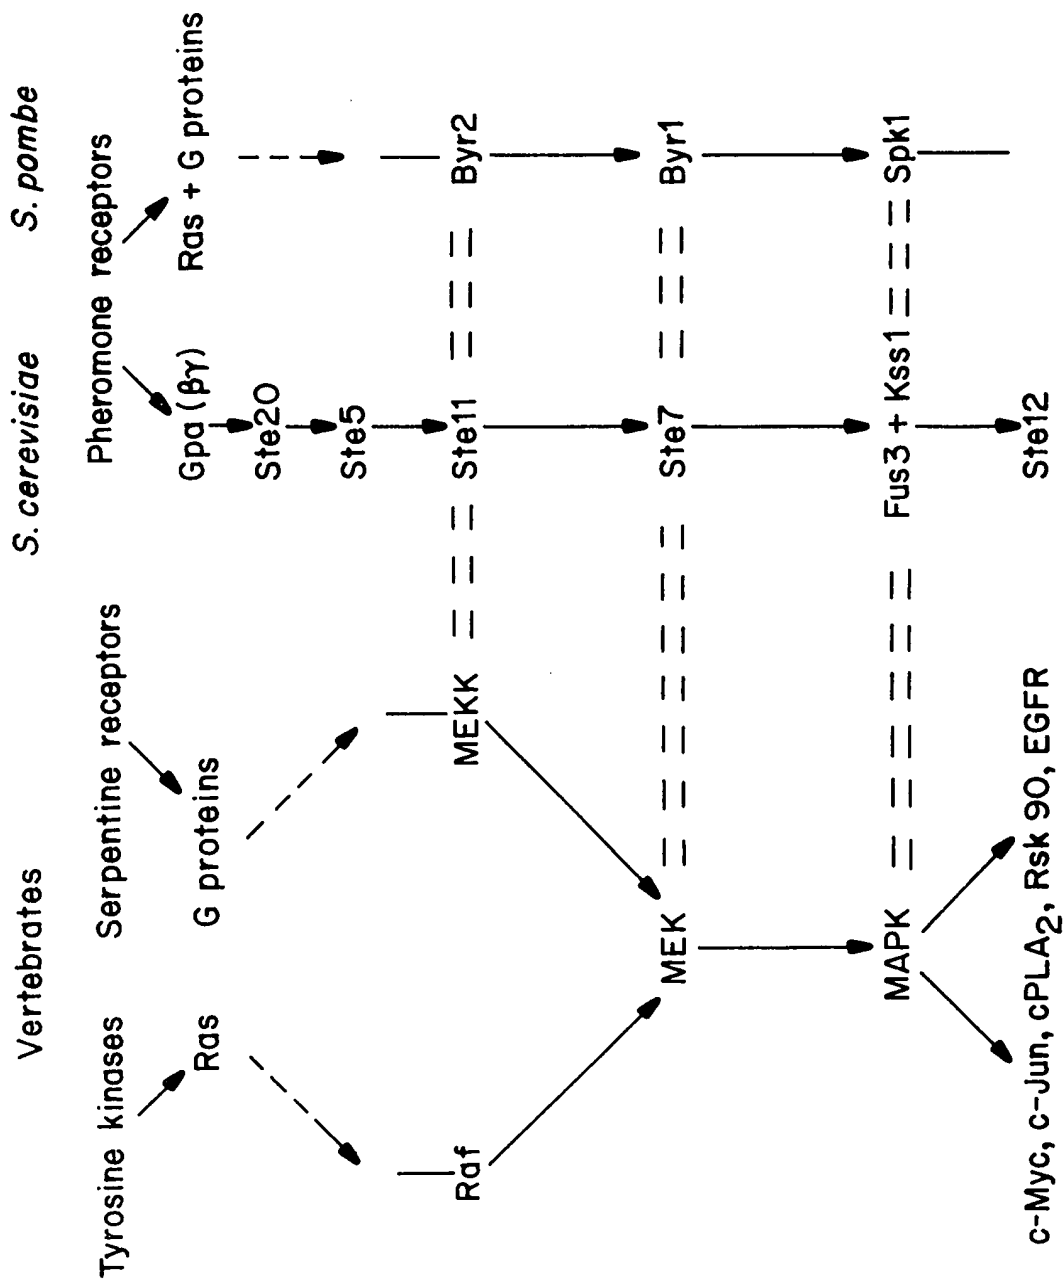 Vertebrates
S. cerevisiae
S. pombe
Tyrosine kinases
Serpentine receptors
Pheromone receptors
Ras
G proteins
Gpa (βγ)
Ras + G proteins
Ste20
Ste5
Raf
MEKK
Ste11
Byr2
MEK
Ste7
Byr1
MAPK
Fus3 + Kss1
Spk1
c-Myc, c-Jun, cPLA2, Rsk 90, EGFR
Ste12